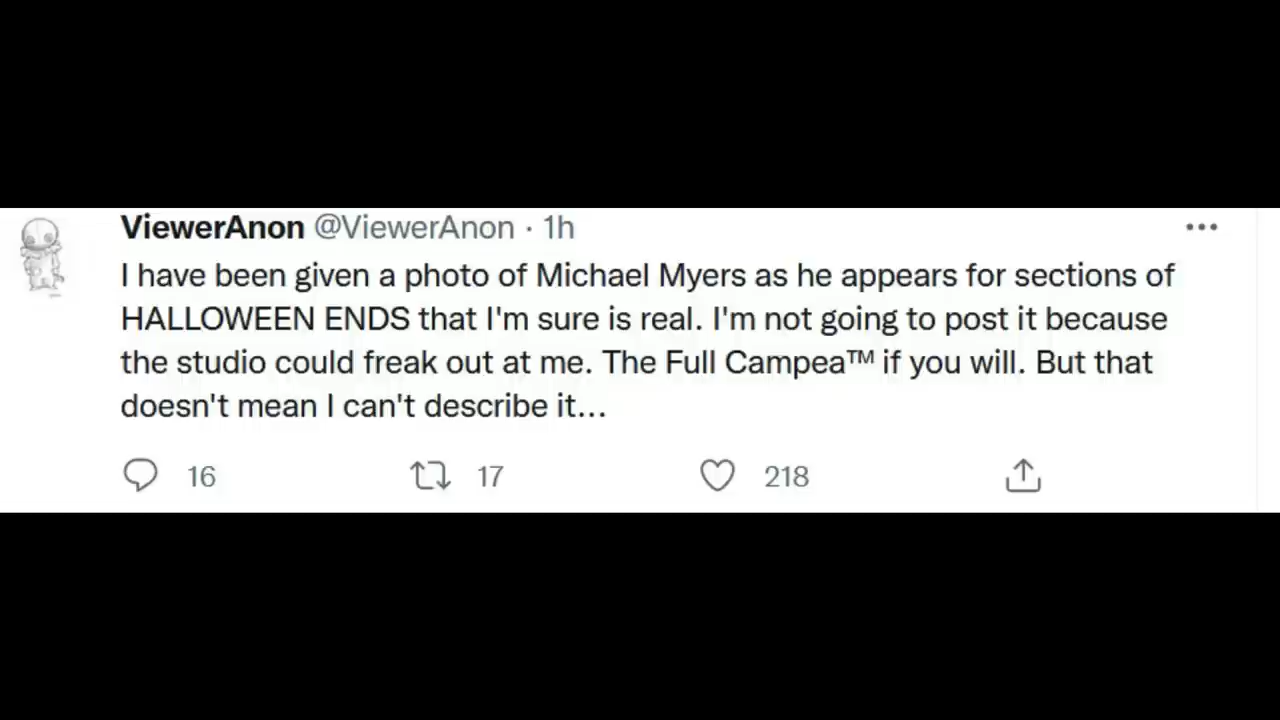 ViewerAnon @ViewerAnon · 1h
I have been given a photo of Michael Myers as he appears for sections of
HALLOWEEN ENDS that I'm sure is real. I'm not going to post it because
the studio could freak out at me. The Full Campea™ if you will. But that
doesn't mean I can't describe it...
16 17 218